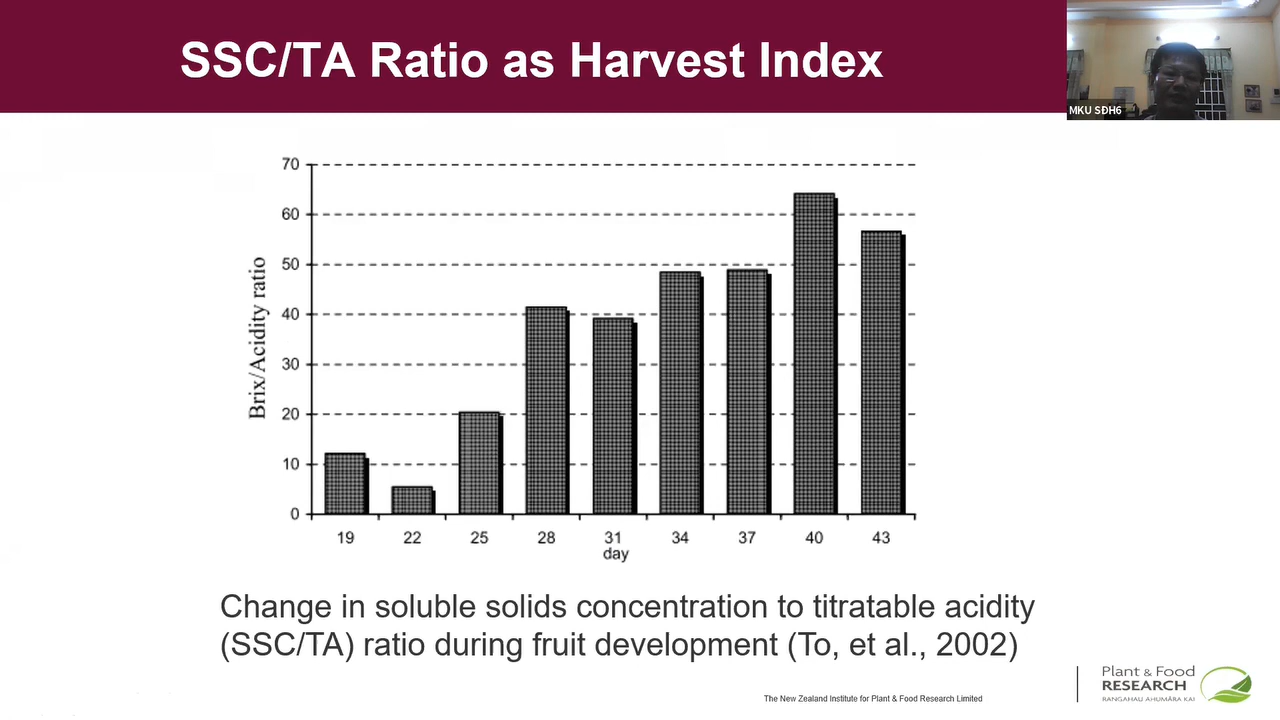 SSC/TA Ratio as Harvest Index
MKU SĐH6
70
60
50
40
30
20
10
0
Brix/Acidity ratio
19 22 25 28 31 34 37 40 43
day
Change in soluble solids concentration to titratable acidity
(SSC/TA) ratio during fruit development (To, et al., 2002)
Plant & Food
RESEARCH
RANGAHAU AHUMĀRA KAI
The New Zealand Institute for Plant & Food Research Limited